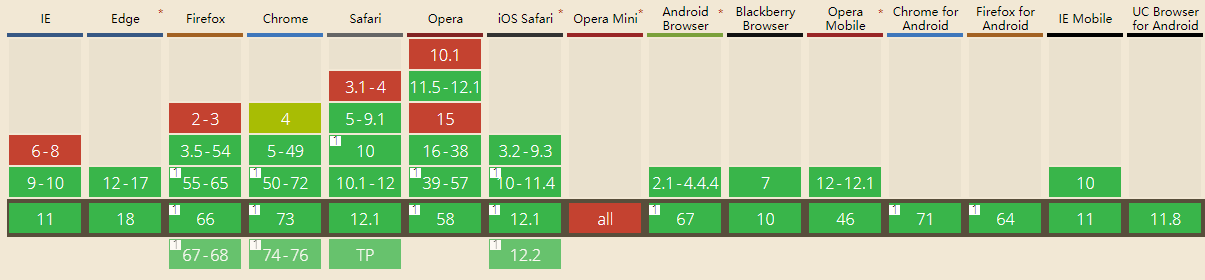 IE Edge * Firefox Chrome Safari Opera iOS Safari * Opera Mini * Android Browser * Blackberry Browser Opera Mobile * Chrome for Android Firefox for Android IE Mobile UC Browser for Android
10.1
3.1-4 11.5-12.1
2-3 4 5-9.1 15
6-8 3.5-54 5-49 1 10 16-38 3.2-9.3
9-10 12-17 1 55-65 1 50-72 10.1-12 1 39-57 1 10-11.4 2.1-4.4.4 7 12-12.1 10
11 18 1 66 1 73 12.1 1 58 1 12.1 all 1 67 10 46 1 71 1 64 11 11.8
1 67-68 1 74-76 TP 1 12.2